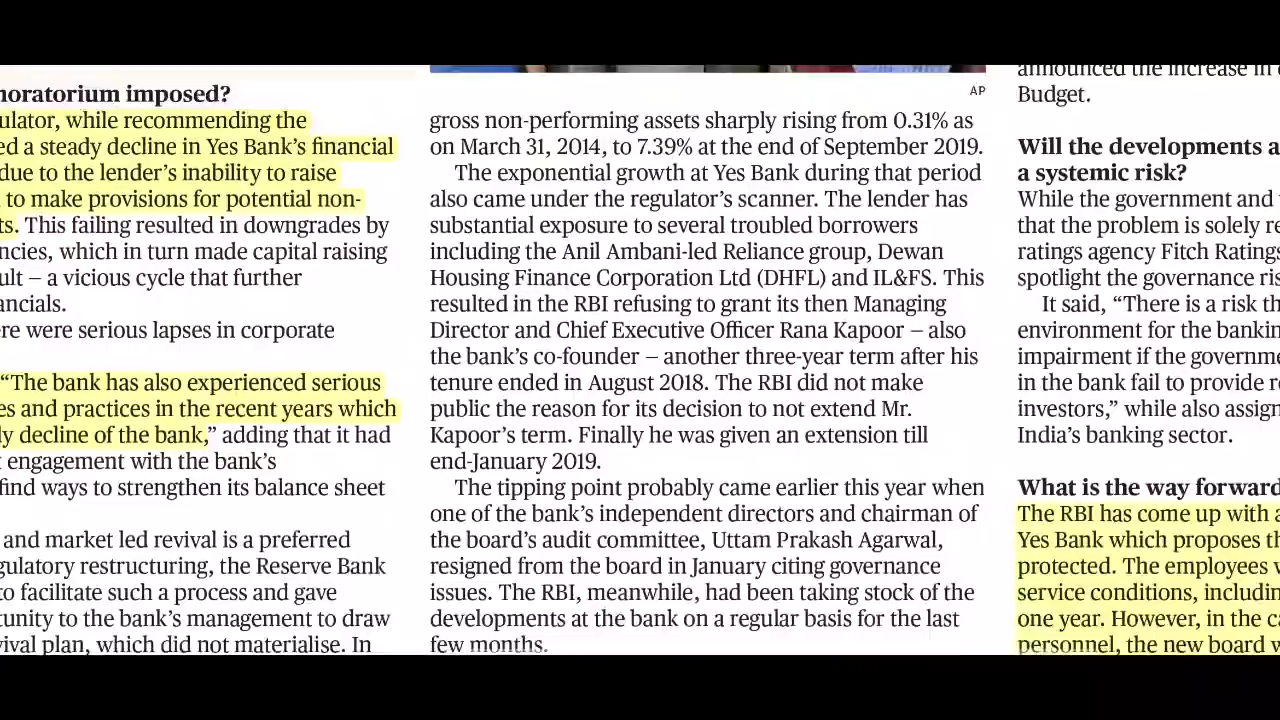 noratorium imposed?
ulator, while recommending the
ed a steady decline in Yes Bank's financial
due to the lender's inability to raise
to make provisions for potential non-
ts. This failing resulted in downgrades by
ncies, which in turn made capital raising
ult – a vicious cycle that further
ancials.
ere were serious lapses in corporate
“The bank has also experienced serious
es and practices in the recent years which
ly decline of the bank,” adding that it had
t engagement with the bank's
find ways to strengthen its balance sheet
and market led revival is a preferred
gulatory restructuring, the Reserve Bank
to facilitate such a process and gave
tunity to the bank's management to draw
vival plan, which did not materialise. In
AP
gross non-performing assets sharply rising from 0.31% as
on March 31, 2014, to 7.39% at the end of September 2019.
The exponential growth at Yes Bank during that period
also came under the regulator's scanner. The lender has
substantial exposure to several troubled borrowers
including the Anil Ambani-led Reliance group, Dewan
Housing Finance Corporation Ltd (DHFL) and IL&FS. This
resulted in the RBI refusing to grant its then Managing
Director and Chief Executive Officer Rana Kapoor – also
the bank's co-founder – another three-year term after his
tenure ended in August 2018. The RBI did not make
public the reason for its decision to not extend Mr.
Kapoor's term. Finally he was given an extension till
end-January 2019.
The tipping point probably came earlier this year when
one of the bank's independent directors and chairman of
the board's audit committee, Uttam Prakash Agarwal,
resigned from the board in January citing governance
issues. The RBI, meanwhile, had been taking stock of the
developments at the bank on a regular basis for the last
few months.
announced the increase in
Budget.
Will the developments a
a systemic risk?
While the government and
that the problem is solely re
ratings agency Fitch Ratings
spotlight the governance ris
It said, “There is a risk th
environment for the bankin
impairment if the governme
in the bank fail to provide re
investors,” while also assign
India's banking sector.
What is the way forward
The RBI has come up with a
Yes Bank which proposes th
protected. The employees w
service conditions, includin
one year. However, in the ca
personnel, the new board w